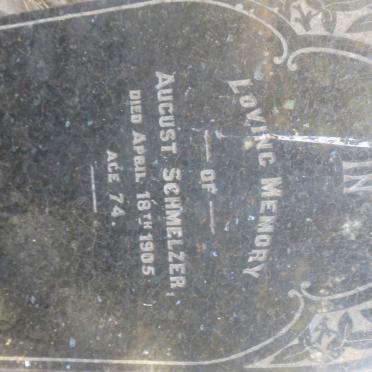 IN
LOVING MEMORY
OF
AUGUST SCHMELZER,
DIED APRIL 18TH 1905
AGE 74.